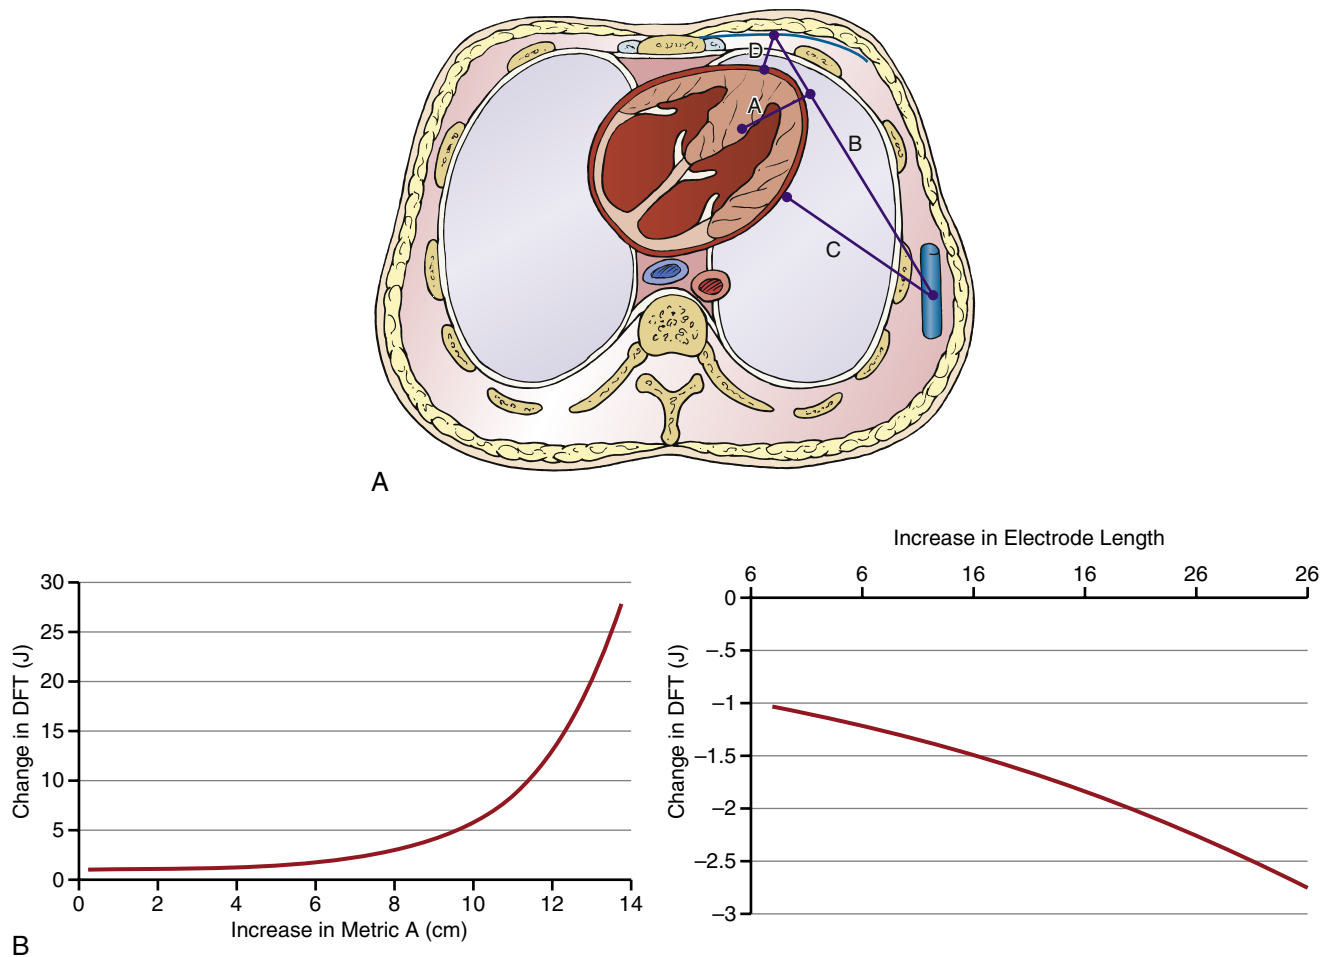 D
A
B
C
A
Increase in Electrode Length
6 6 16 16 26 26
30
25
20
15
10
5
0
Change in DFT (J)
0 2 4 6 8 10 12 14
Increase in Metric A (cm)
0
–.5
–1
–1.5
–2
–2.5
–3
Change in DFT (J)
B